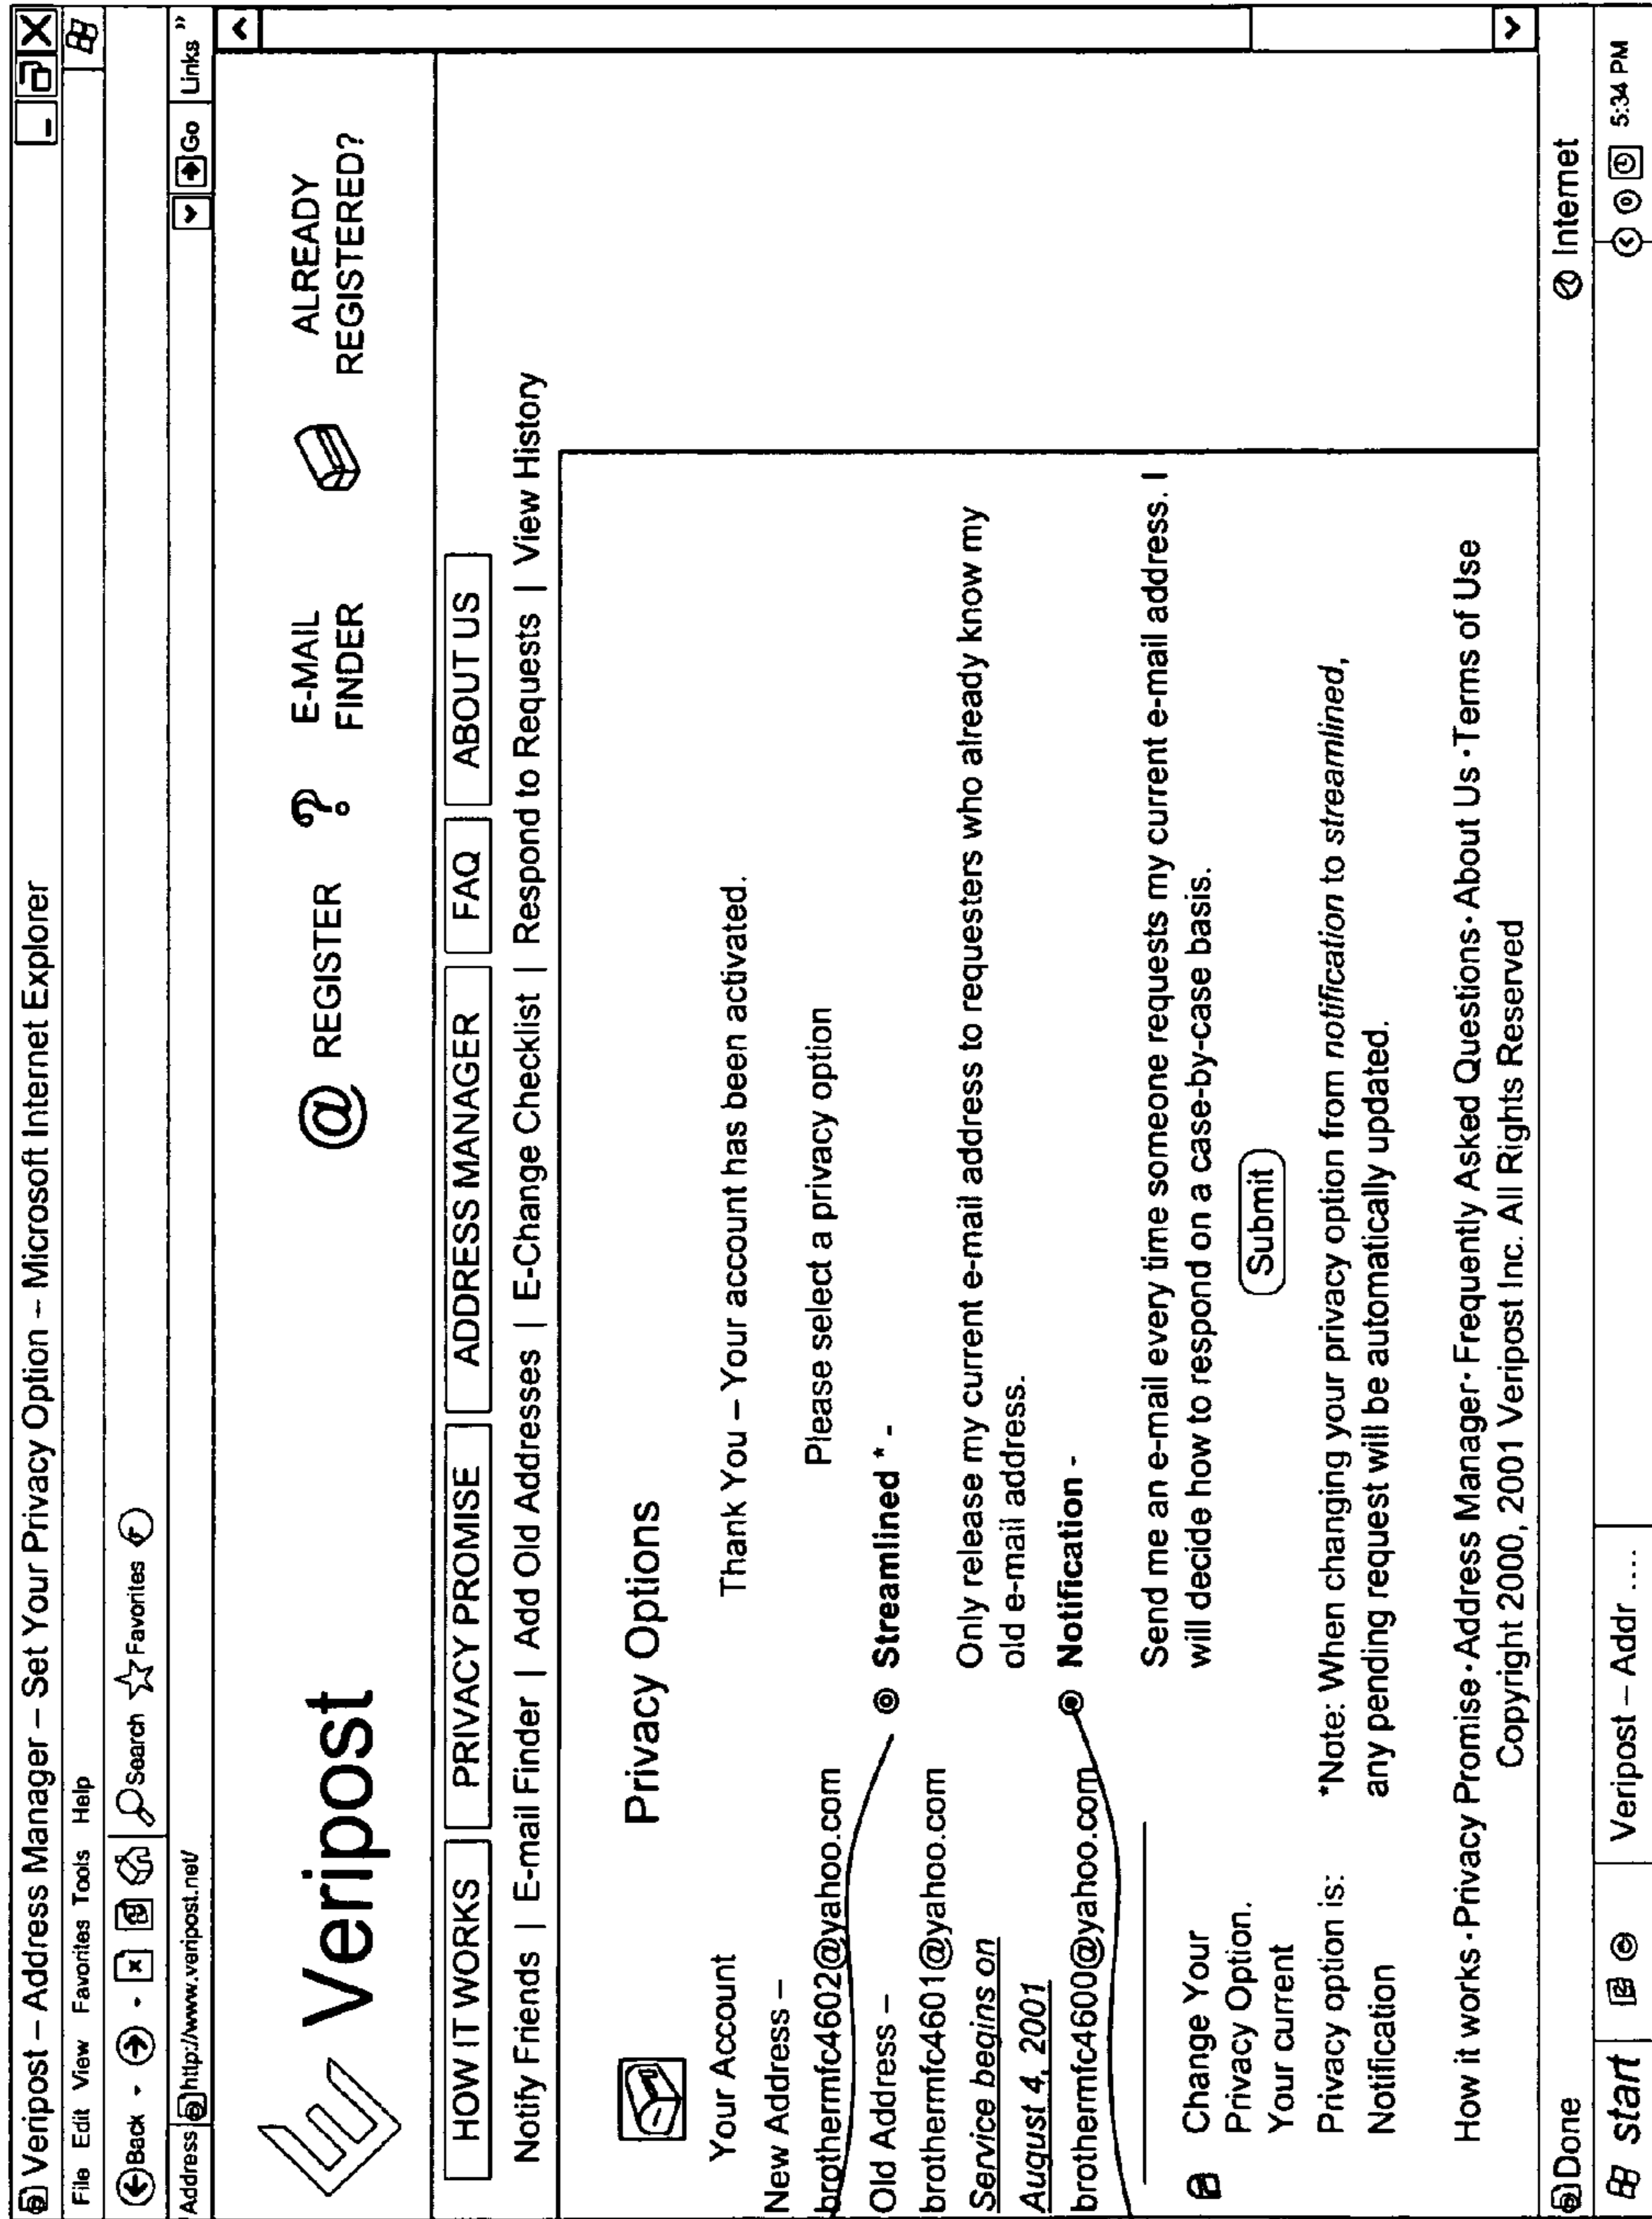 Veripost – Address Manager – Set Your Privacy Option -- Microsoft Internet Explorer
File Edit View Favorites Tools Help
Back Search Favorites
Address http://www.veripost.net/ Go Links »
Veripost
@ REGISTER
? E-MAIL FINDER
ALREADY REGISTERED?
HOW IT WORKS PRIVACY PROMISE ADDRESS MANAGER FAQ ABOUT US
Notify Friends | E-mail Finder | Add Old Addresses | E-Change Checklist | Respond to Requests | View History
Your Account
New Address –
brothermfc4602@yahoo.com
Old Address –
brothermfc4601@yahoo.com
Service begins on
August 4, 2001
brothermfc4600@yahoo.com
Change Your
Privacy Option.
Your current
Privacy option is:
Notification
Privacy Options
Thank You – Your account has been activated.
Please select a privacy option
Streamlined * -
Only release my current e-mail address to requesters who already know my
old e-mail address.
Notification -
Send me an e-mail every time someone requests my current e-mail address. I
will decide how to respond on a case-by-case basis.
Submit
*Note: When changing your privacy option from notification to streamlined,
any pending request will be automatically updated.
How it works · Privacy Promise · Address Manager · Frequently Asked Questions · About Us · Terms of Use
Copyright 2000, 2001 Veripost Inc. All Rights Reserved
Done Internet
start Veripost – Addr .... 5:34 PM